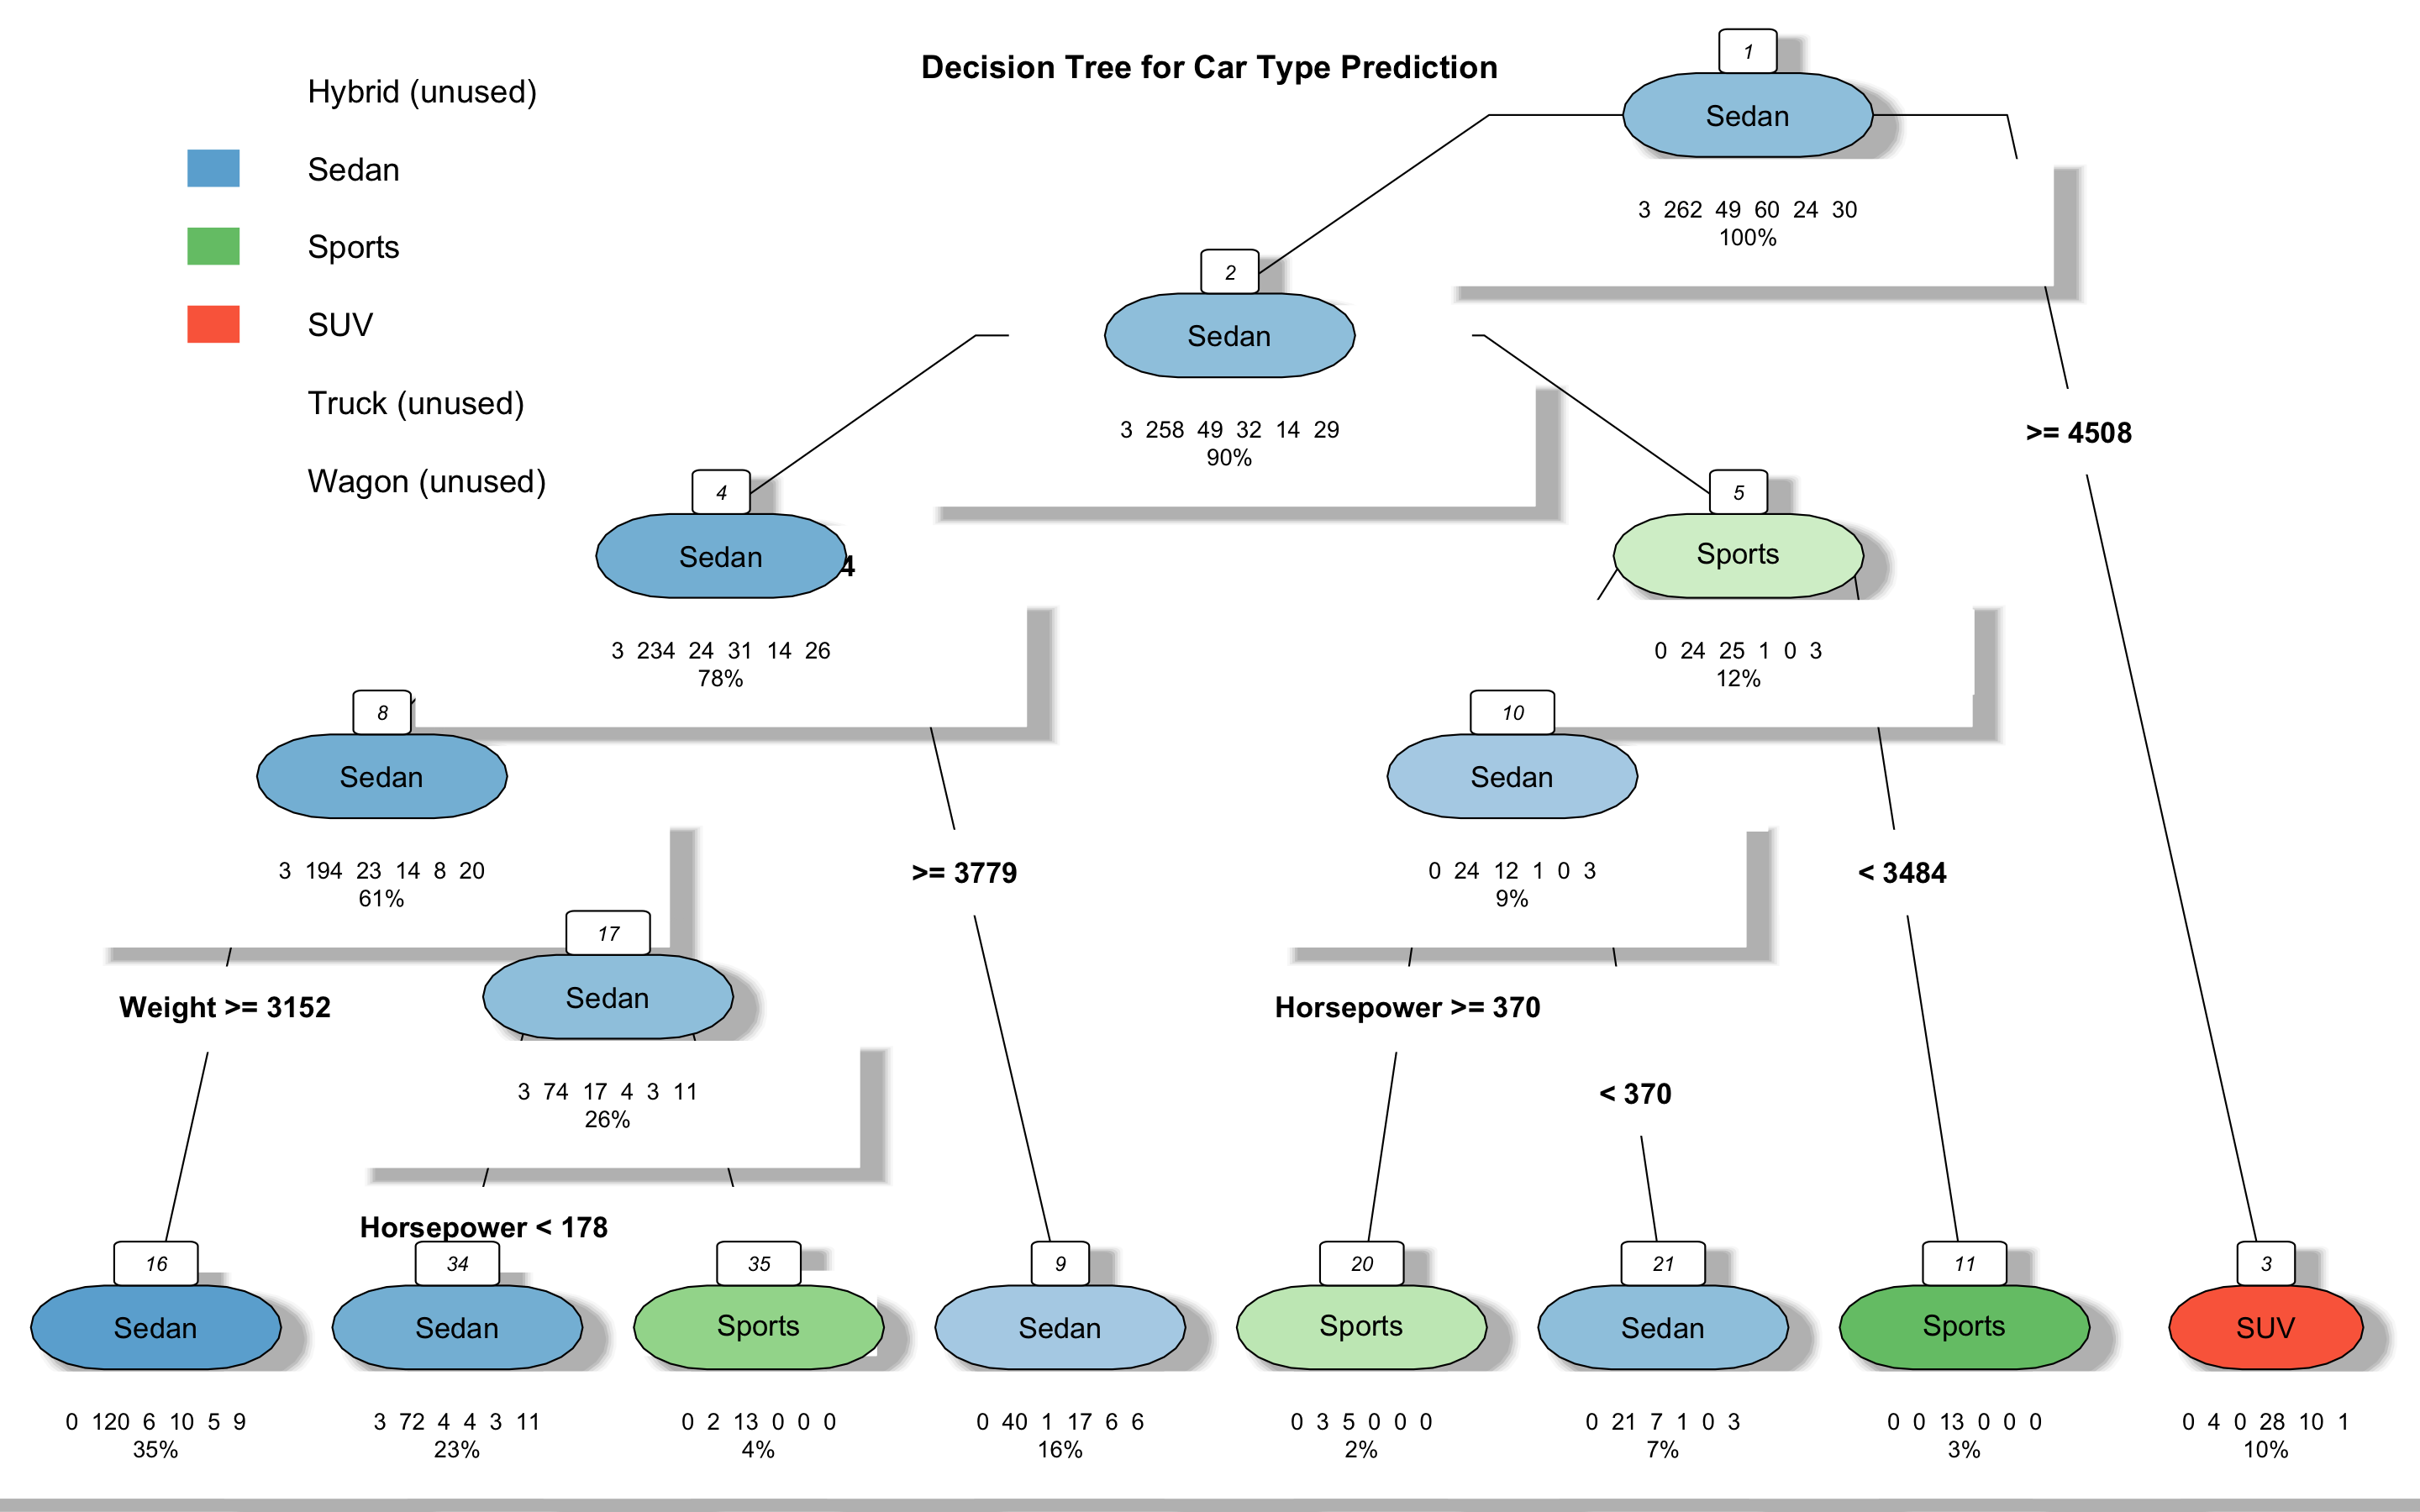 Decision Tree for Car Type Prediction
Hybrid (unused)
Sedan
Sports
SUV
Truck (unused)
Wagon (unused)
1
Sedan
3 262 49 60 24 30
100%
2
Sedan
3 258 49 32 14 29
90%
>= 4508
4
Sedan
4
3 234 24 31 14 26
78%
5
Sports
0 24 25 1 0 3
12%
8
Sedan
3 194 23 14 8 20
61%
>= 3779
10
Sedan
0 24 12 1 0 3
9%
< 3484
Weight >= 3152
17
Sedan
3 74 17 4 3 11
26%
Horsepower >= 370
< 370
Horsepower < 178
16
Sedan
0 120 6 10 5 9
35%
34
Sedan
3 72 4 4 3 11
23%
35
Sports
0 2 13 0 0 0
4%
9
Sedan
0 40 1 17 6 6
16%
20
Sports
0 3 5 0 0 0
2%
21
Sedan
0 21 7 1 0 3
7%
11
Sports
0 0 13 0 0 0
3%
3
SUV
0 4 0 28 10 1
10%